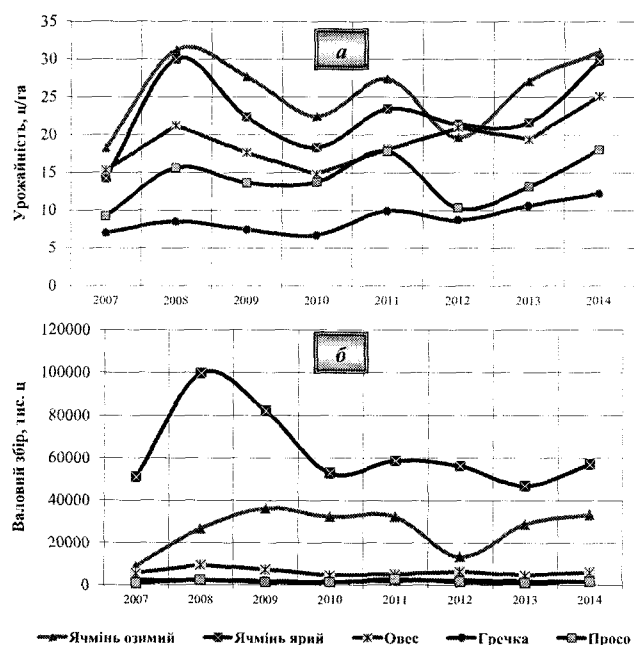 а
Урожайність, ц/га
35
30
25
20
15
10
5
0
2007 2008 2009 2010 2011 2012 2013 2014
б
Валовий збір, тис. ц
120000
100000
80000
60000
40000
20000
0
2007 2008 2009 2010 2011 2012 2013 2014
Ячмінь озимий Ячмінь ярий Овес Гречка Просо